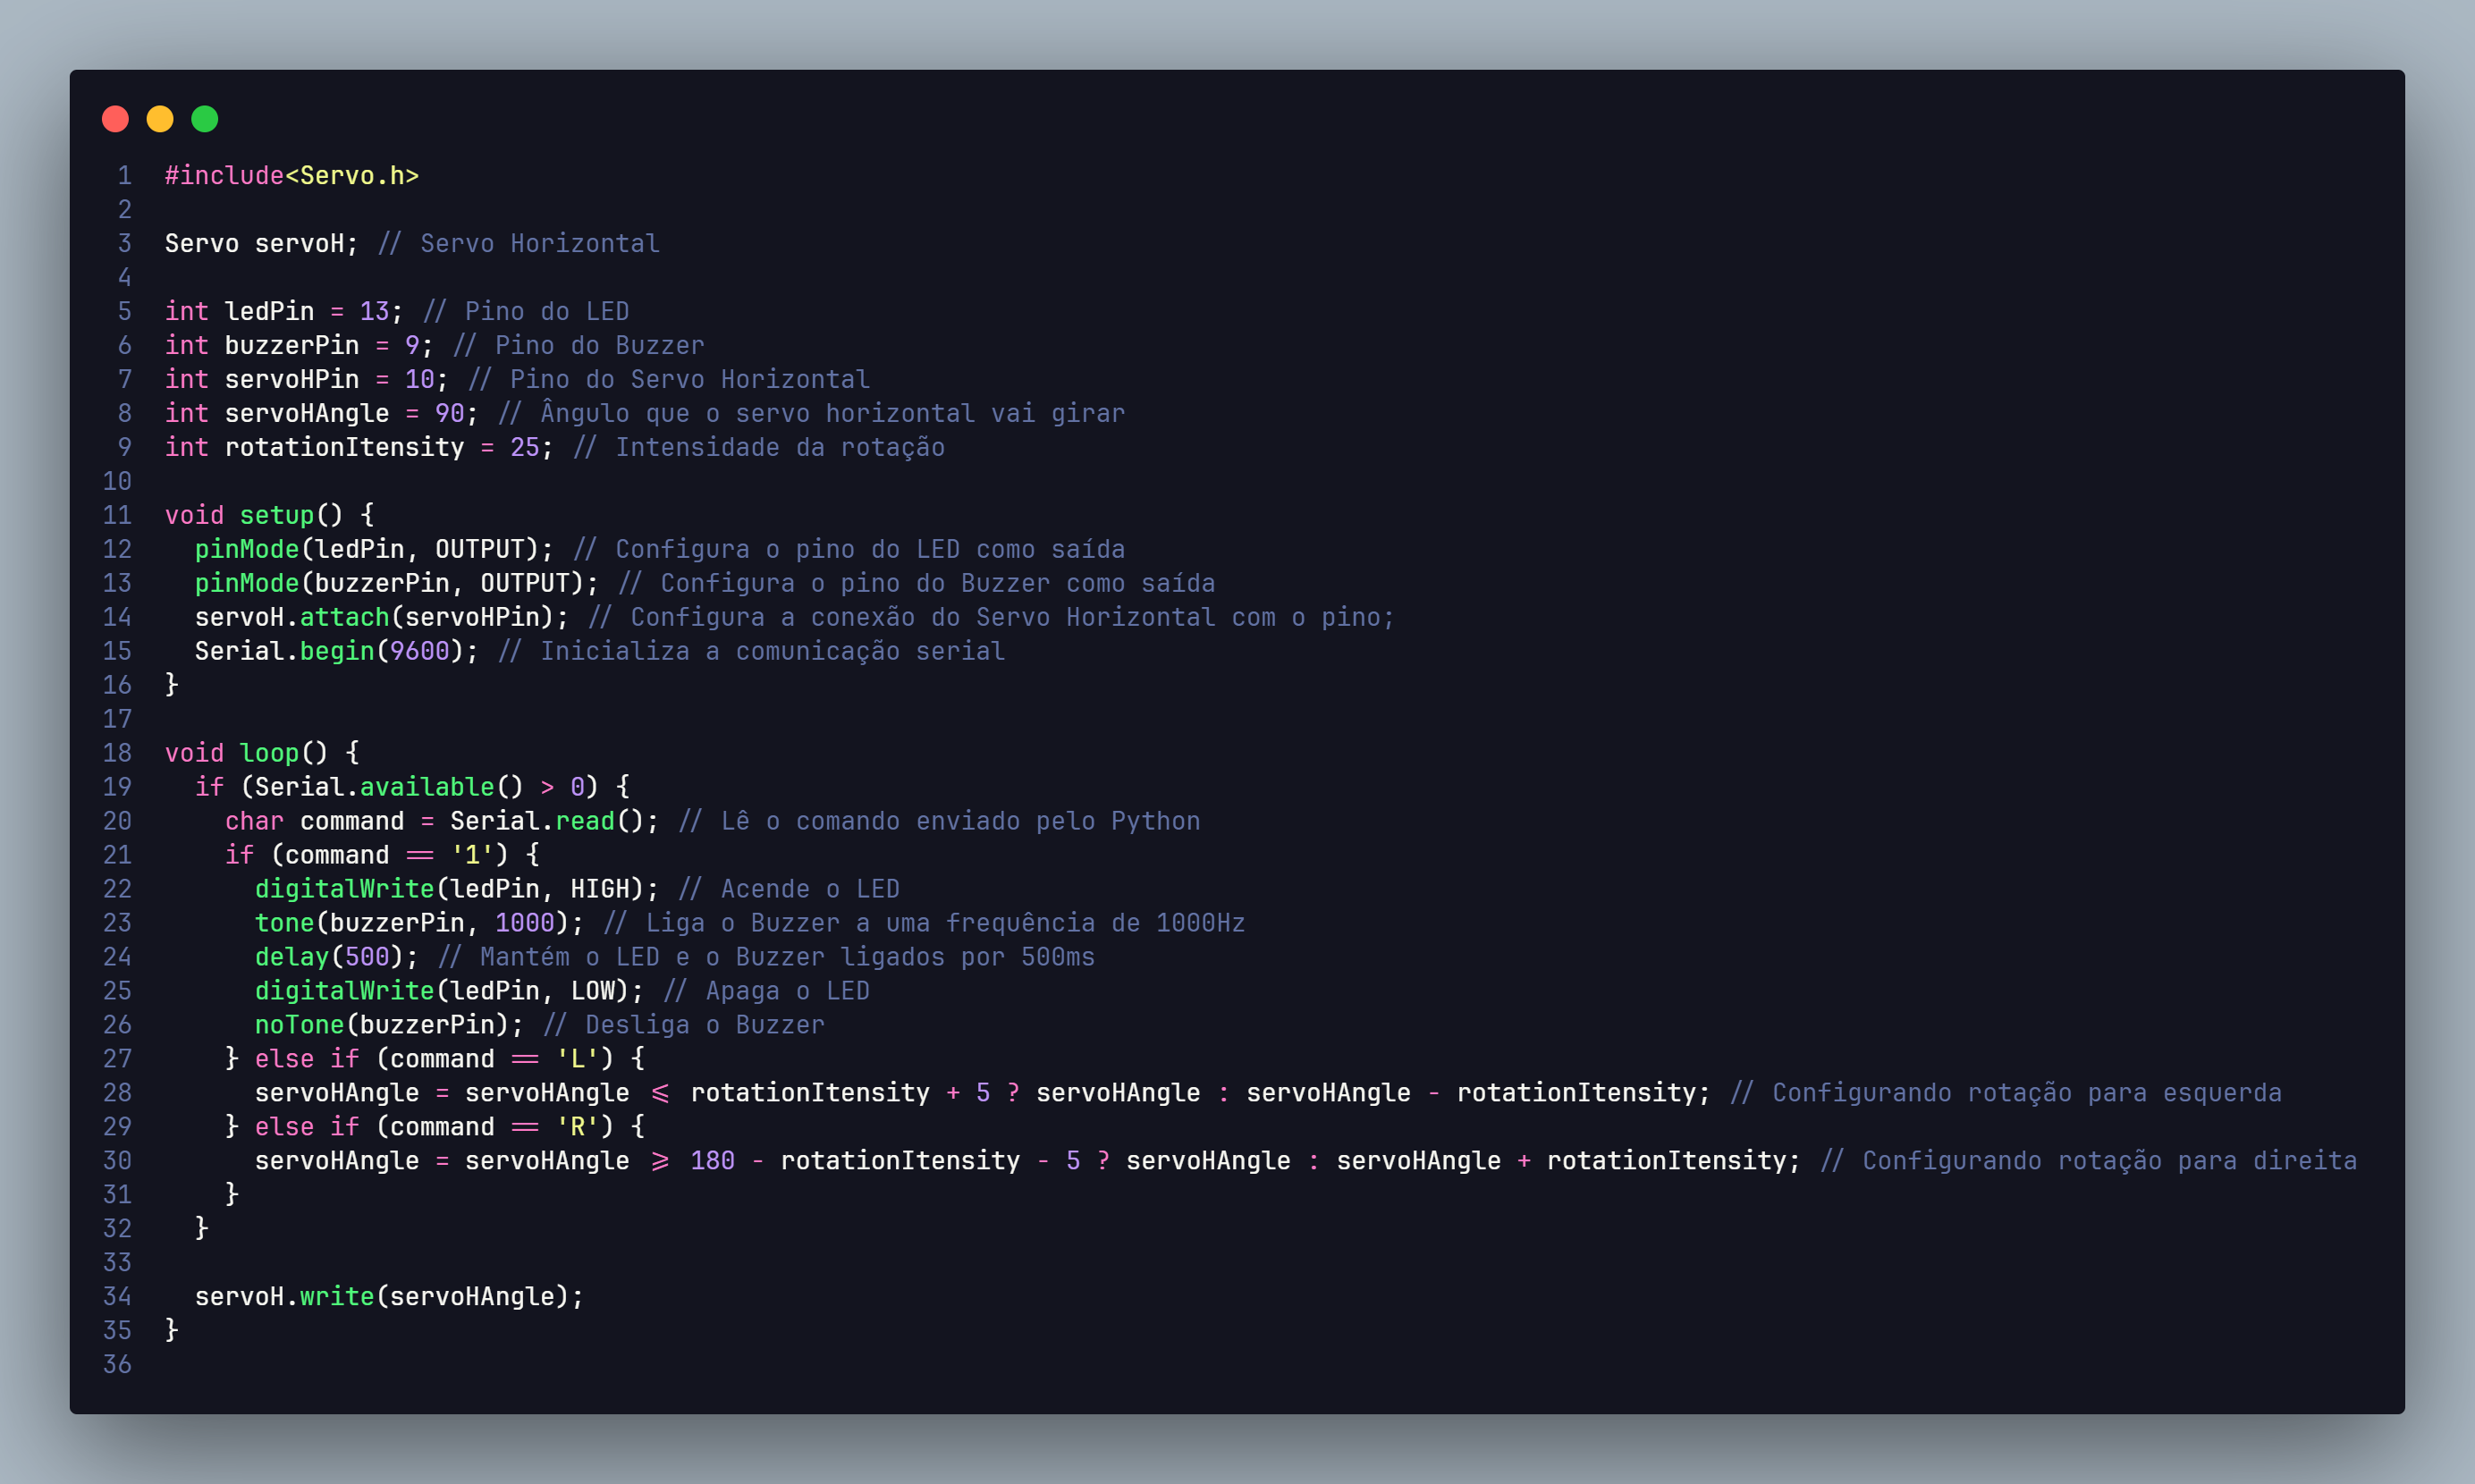 1 #include<Servo.h>
2
3 Servo servoH; // Servo Horizontal
4
5 int ledPin = 13; // Pino do LED
6 int buzzerPin = 9; // Pino do Buzzer
7 int servoHPin = 10; // Pino do Servo Horizontal
8 int servoHAngle = 90; // Ângulo que o servo horizontal vai girar
9 int rotationItensity = 25; // Intensidade da rotação
10
11 void setup() {
12   pinMode(ledPin, OUTPUT); // Configura o pino do LED como saída
13   pinMode(buzzerPin, OUTPUT); // Configura o pino do Buzzer como saída
14   servoH.attach(servoHPin); // Configura a conexão do Servo Horizontal com o pino;
15   Serial.begin(9600); // Inicializa a comunicação serial
16 }
17
18 void loop() {
19   if (Serial.available() > 0) {
20     char command = Serial.read(); // Lê o comando enviado pelo Python
21     if (command == '1') {
22       digitalWrite(ledPin, HIGH); // Acende o LED
23       tone(buzzerPin, 1000); // Liga o Buzzer a uma frequência de 1000Hz
24       delay(500); // Mantém o LED e o Buzzer ligados por 500ms
25       digitalWrite(ledPin, LOW); // Apaga o LED
26       noTone(buzzerPin); // Desliga o Buzzer
27     } else if (command == 'L') {
28       servoHAngle = servoHAngle <= rotationItensity + 5 ? servoHAngle : servoHAngle - rotationItensity; // Configurando rotação para esquerda
29     } else if (command == 'R') {
30       servoHAngle = servoHAngle >= 180 - rotationItensity - 5 ? servoHAngle : servoHAngle + rotationItensity; // Configurando rotação para direita
31     }
32   }
33
34   servoH.write(servoHAngle);
35 }
36